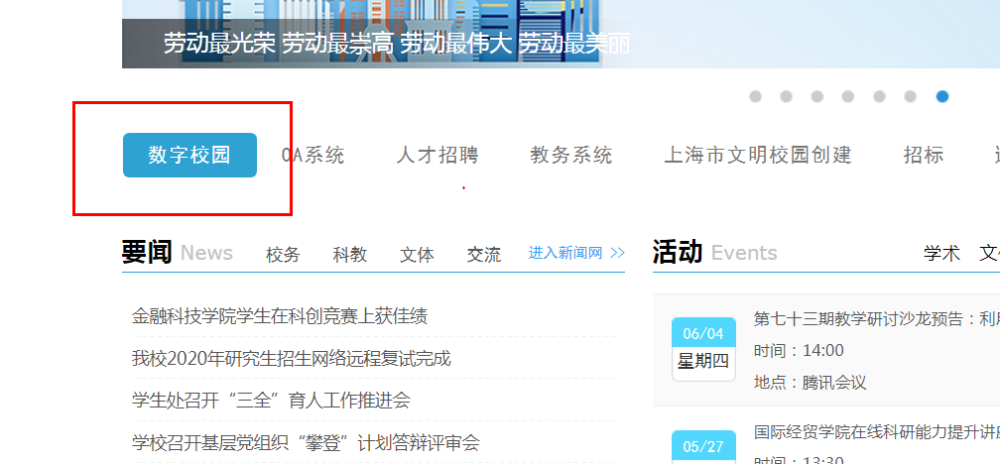 劳动最光荣 劳动最崇高 劳动最伟大 劳动最美丽
数字校园 OA系统 人才招聘 教务系统 上海市文明校园创建 招标
要闻 News 校务 科教 文体 交流 进入新闻网 >>
金融科技学院学生在科创竞赛上获佳绩
我校2020年研究生招生网络远程复试完成
学生处召开“三全”育人工作推进会
学校召开基层党组织“攀登”计划答辩评审会
活动 Events 学术
06/04
星期四
第七十三期教学研讨沙龙预告：利用
时间：14:00
地点：腾讯会议
05/27
国际经贸学院在线科研能力提升讲座
时间：13:30